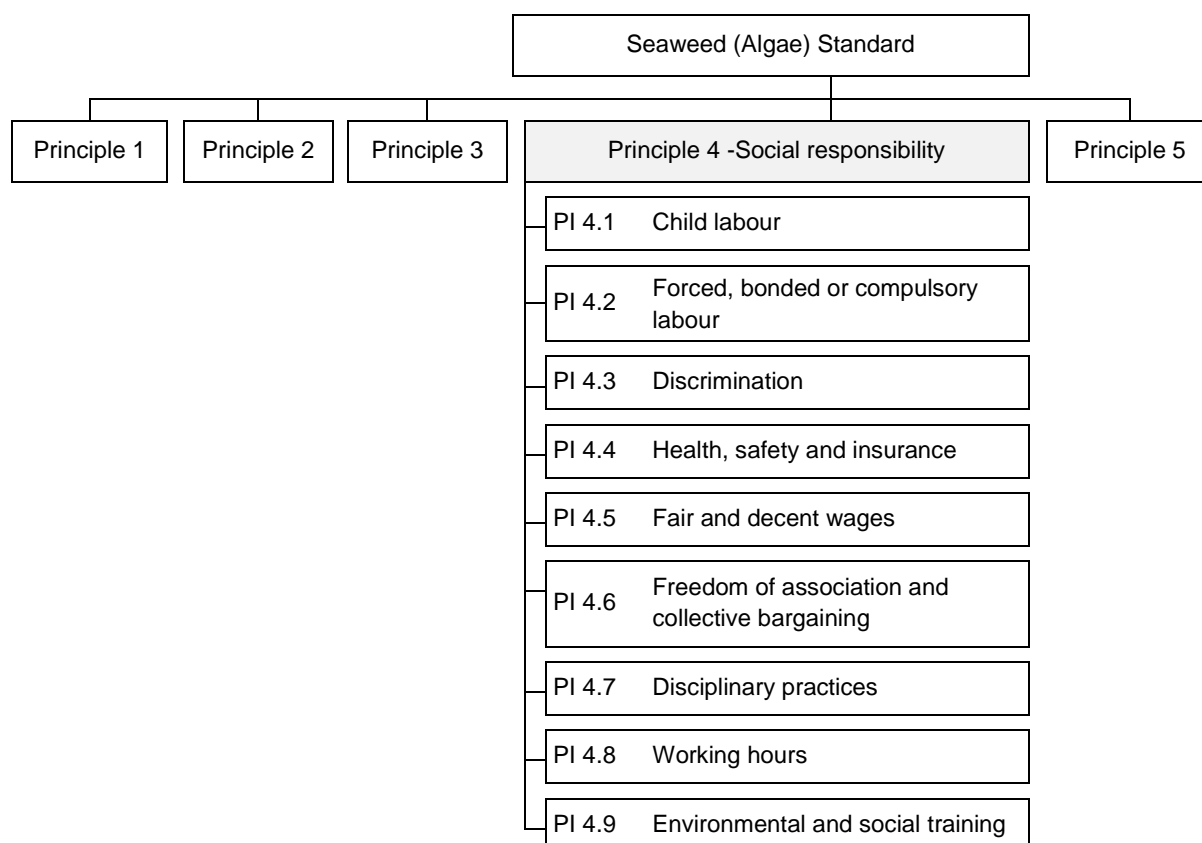 Seaweed (Algae) Standard
Principle 1
Principle 2
Principle 3
Principle 4 -Social responsibility
Principle 5
PI 4.1 Child labour
PI 4.2 Forced, bonded or compulsory
labour
PI 4.3 Discrimination
PI 4.4 Health, safety and insurance
PI 4.5 Fair and decent wages
PI 4.6 Freedom of association and
collective bargaining
PI 4.7 Disciplinary practices
PI 4.8 Working hours
PI 4.9 Environmental and social training